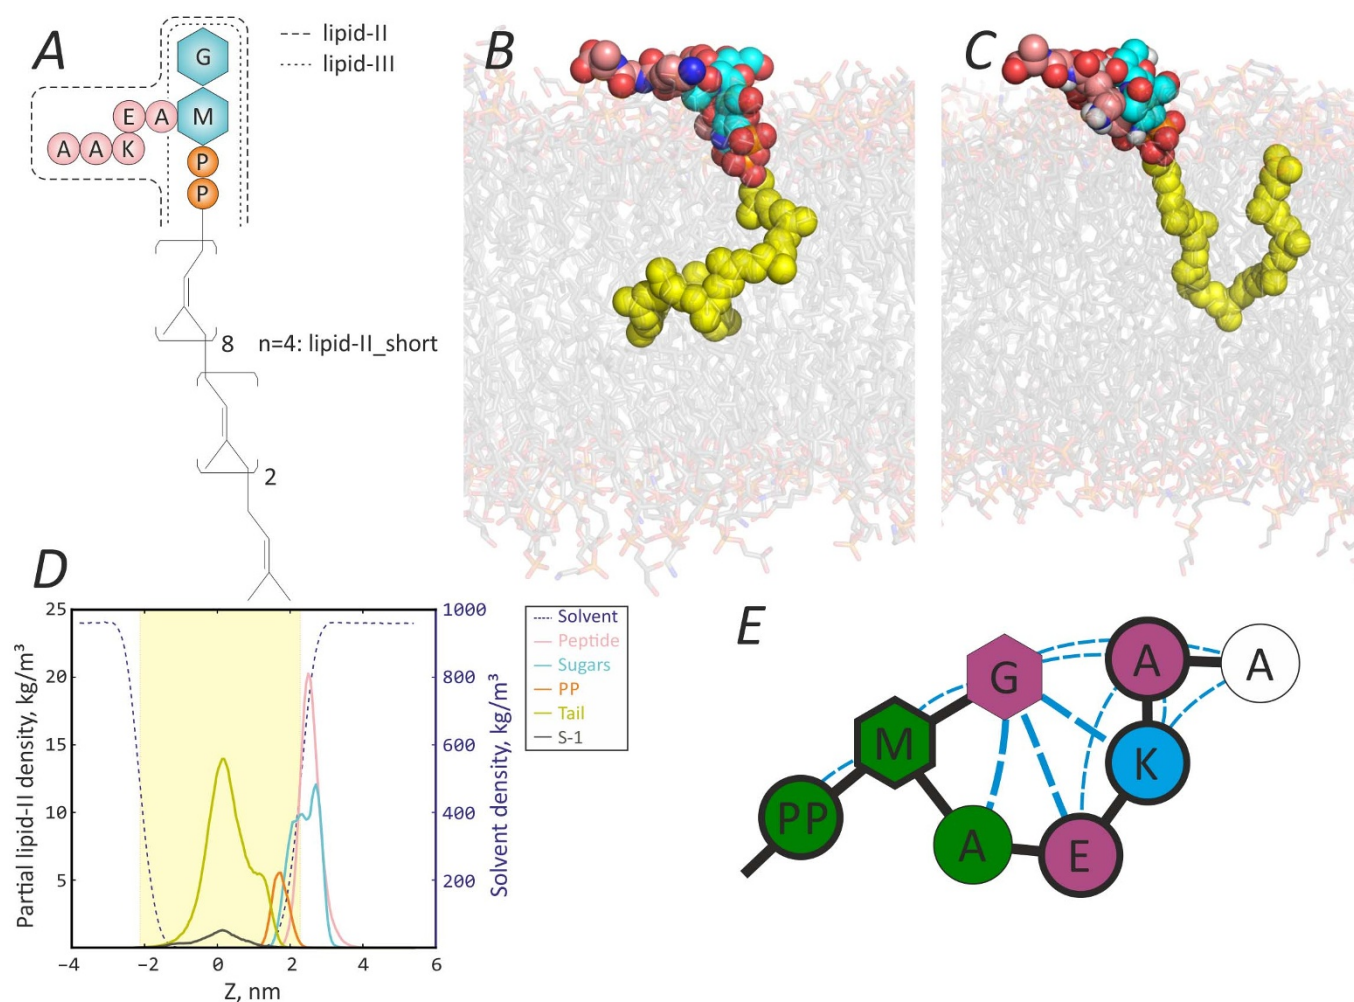 A
G
M
E A
A A K
P
P
lipid-II
lipid-III
8 n=4: lipid-II_short
2
B
C
D
25
20
15
10
5
Partial lipid-II density, kg/m³
1000
800
600
400
200
Solvent density, kg/m³
-4 -2 0 2 4 6
Z, nm
Solvent
Peptide
Sugars
PP
Tail
S-1
E
G
A A
M
K
PP
A
E